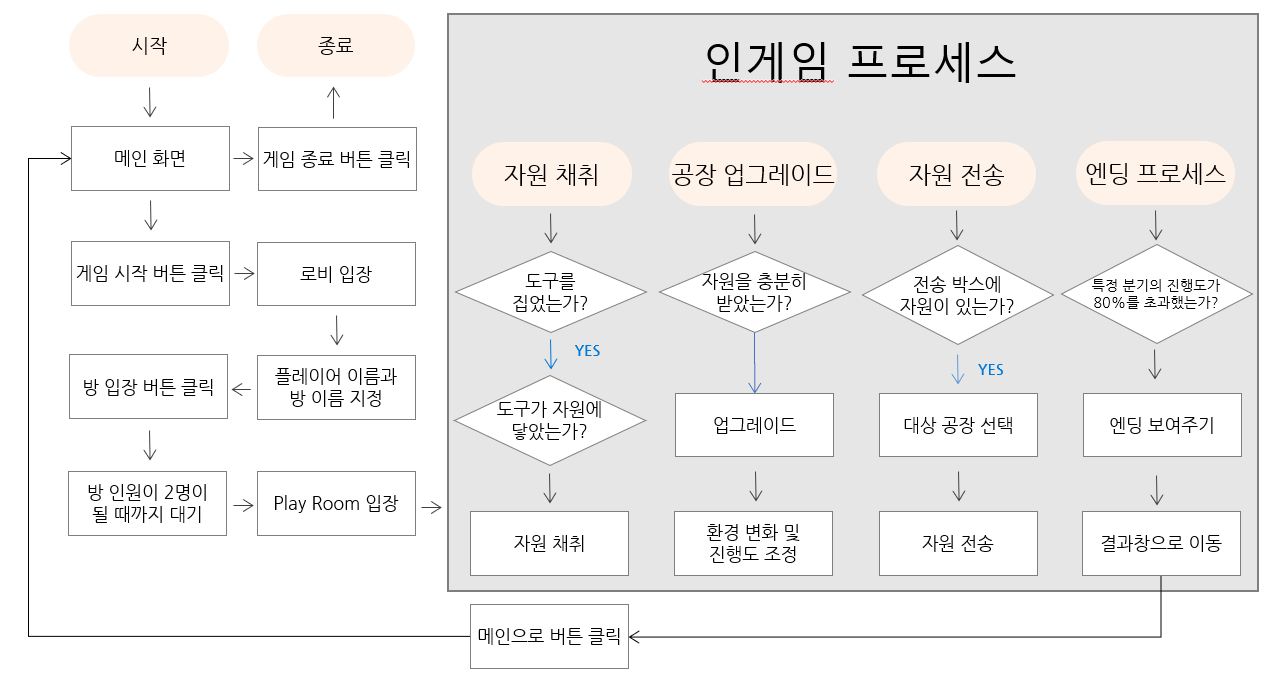 시작
종료
메인 화면
게임 종료 버튼 클릭
게임 시작 버튼 클릭
로비 입장
방 입장 버튼 클릭
플레이어 이름과
방 이름 지정
방 인원이 2명이
될 때까지 대기
Play Room 입장
인게임 프로세스
자원 채취
도구를
집었는가?
YES
도구가 자원에
닿았는가?
자원 채취
공장 업그레이드
자원을 충분히
받았는가?
업그레이드
환경 변화 및
진행도 조정
자원 전송
전송 박스에
자원이 있는가?
YES
대상 공장 선택
자원 전송
엔딩 프로세스
특정 분기의 진행도가
80%를 초과했는가?
엔딩 보여주기
결과창으로 이동
메인으로 버튼 클릭